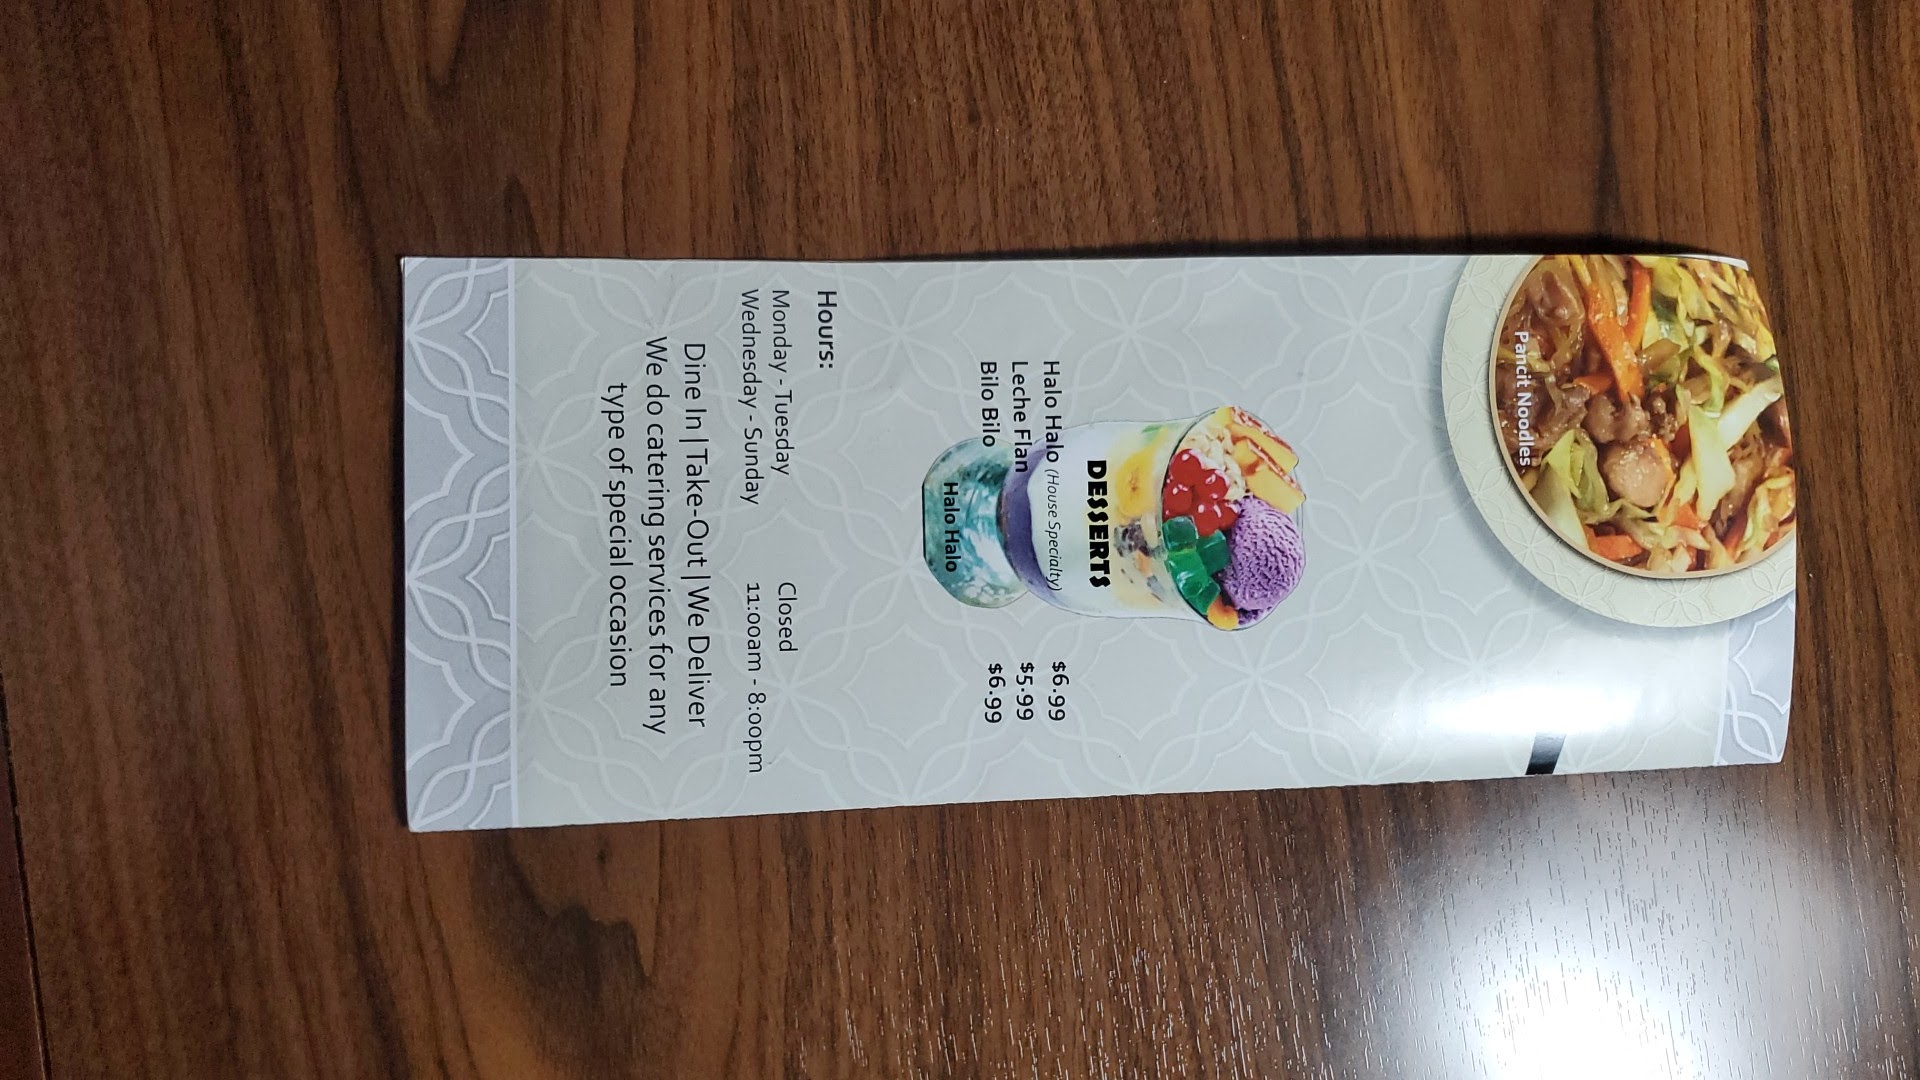 Pancit Noodles
DESSERTS
Halo Halo (House Specialty) $6.99
Leche Flan $5.99
Bilo Bilo $6.99
Halo Halo
Hours:
Monday - Tuesday Closed
Wednesday - Sunday 11:00am - 8:00pm
Dine In | Take-Out | We Deliver
We do catering services for any
type of special occasion